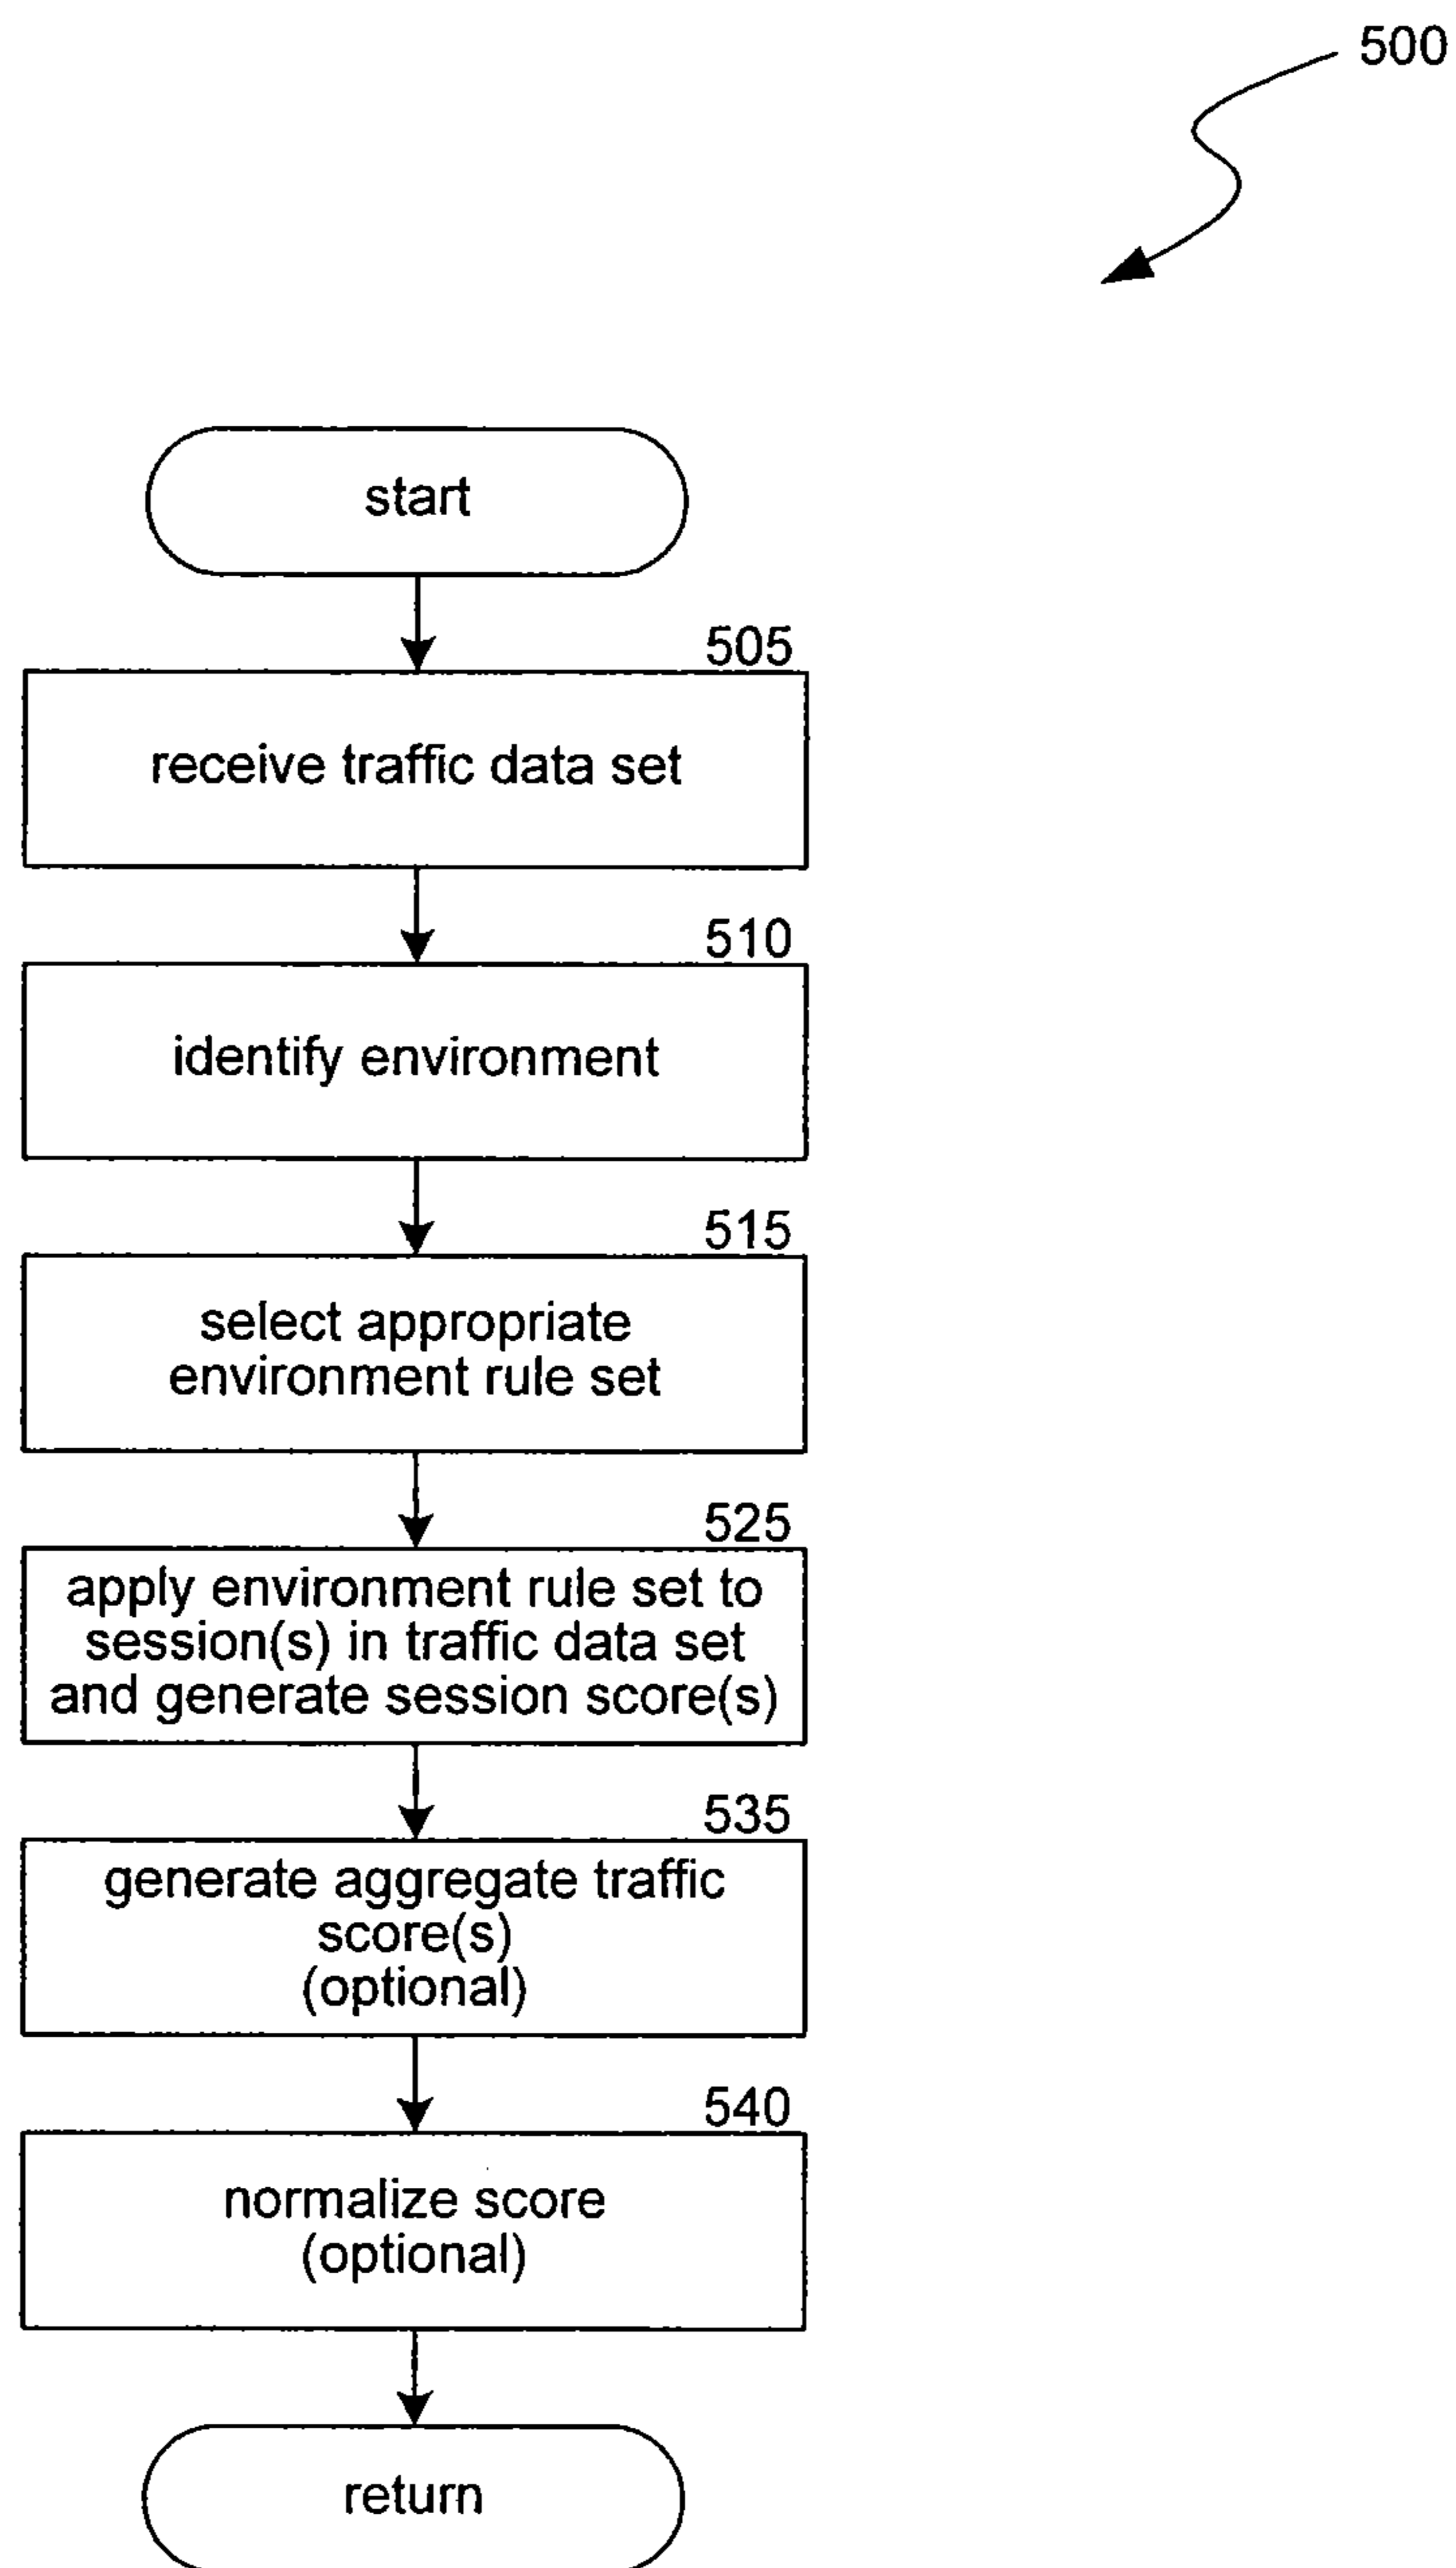 500
start
505
receive traffic data set
510
identify environment
515
select appropriate
environment rule set
525
apply environment rule set to
session(s) in traffic data set
and generate session score(s)
535
generate aggregate traffic
score(s)
(optional)
540
normalize score
(optional)
return